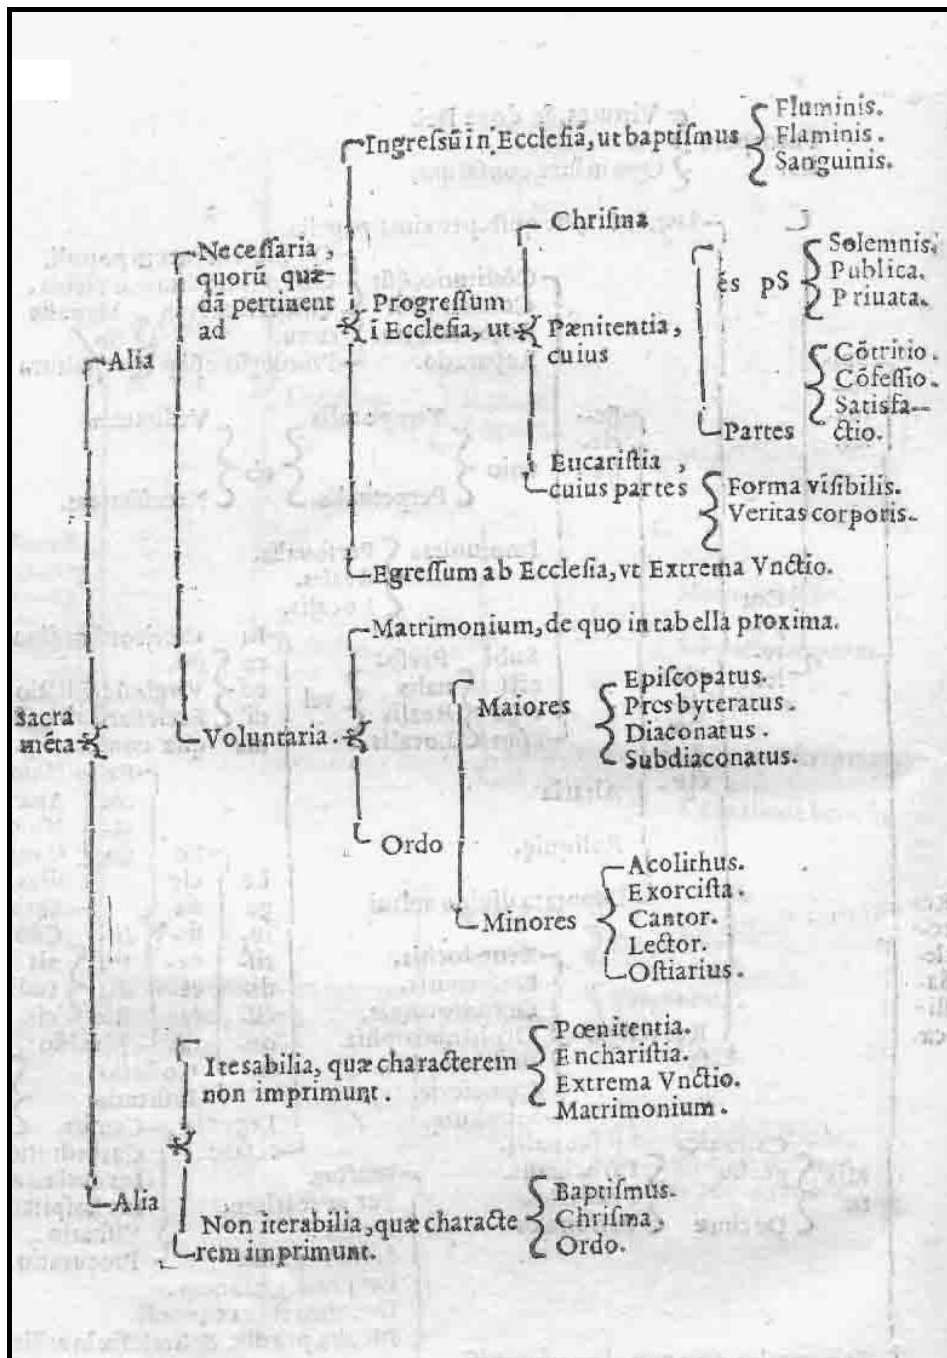 Ingreſsũ in Eccleſiã, ut baptiſmus
Fluminis.
Flaminis.
Sanguinis.
Neceſſaria,
quorũ quæ-
dã pertinent
ad
Progreſſum
ĩ Eccleſia, ut
Chriſma
Pænitentia,
cuius
és pS
Solemnis.
Publica.
Priuata.
Partes
Cõtritio.
Cõfeſſio.
Satisfa-
ctio.
Eucariſtia,
cuius partes
Forma viſibilis.
Veritas corporis.
Egreſſum ab Eccleſia, vt Extrema Vnctio.
Alia
Sacra
mẽta
Voluntaria.
Matrimonium, de quo in tabella proxima.
Ordo
Maiores
Epiſcopatus.
Presbyteratus.
Diaconatus.
Subdiaconatus.
Minores
Acolithus.
Exorciſta.
Cantor.
Lector.
Oſtiarius.
Alia
Itesabilia, quæ characterem
non imprimunt.
Pœnitentia.
Enchariſtia.
Extrema Vnctio.
Matrimonium.
Non iterabilia, quæ characte
rem imprimunt.
Baptiſmus.
Chriſma,
Ordo.